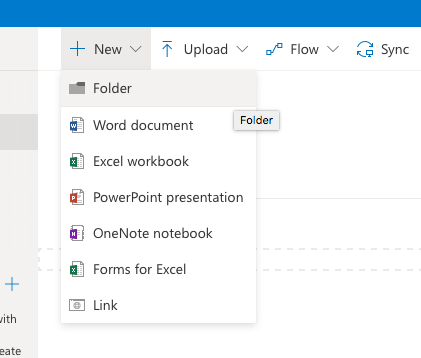 New Upload Flow Sync
Folder
Folder
Word document
Excel workbook
PowerPoint presentation
OneNote notebook
Forms for Excel
Link
with
eate